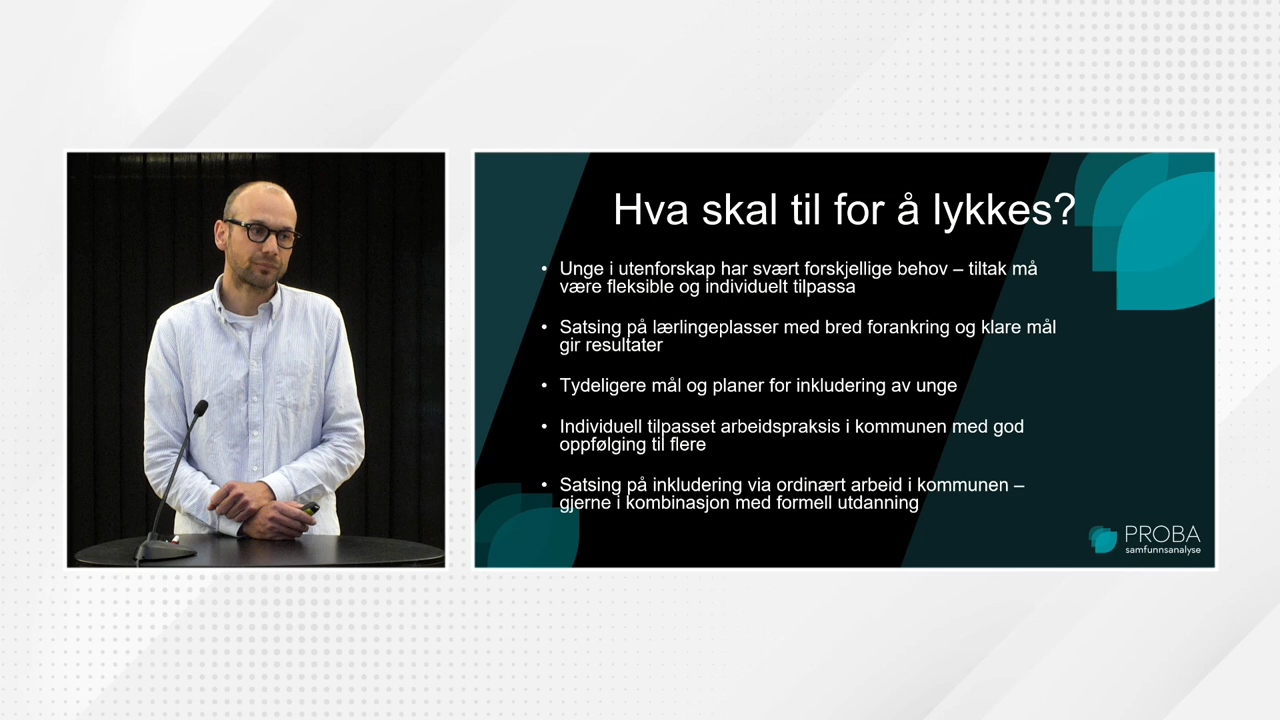 Hva skal til for å lykkes?
• Unge i utenforskap har svært forskjellige behov – tiltak må
være fleksible og individuelt tilpassa
• Satsing på lærlingeplasser med bred forankring og klare mål
gir resultater
• Tydeligere mål og planer for inkludering av unge
• Individuell tilpasset arbeidspraksis i kommunen med god
oppfølging til flere
• Satsing på inkludering via ordinært arbeid i kommunen –
gjerne i kombinasjon med formell utdanning
PROBA
samfunnsanalyse